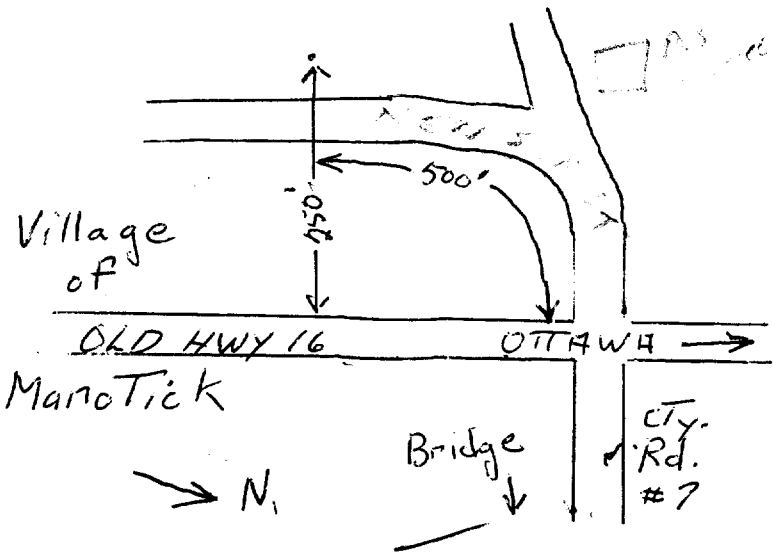 500'
250'
Village
of
OLD HWY 16 OTTAWA
ManoTick
Bridge
CTy.
Rd.
# 7
N.